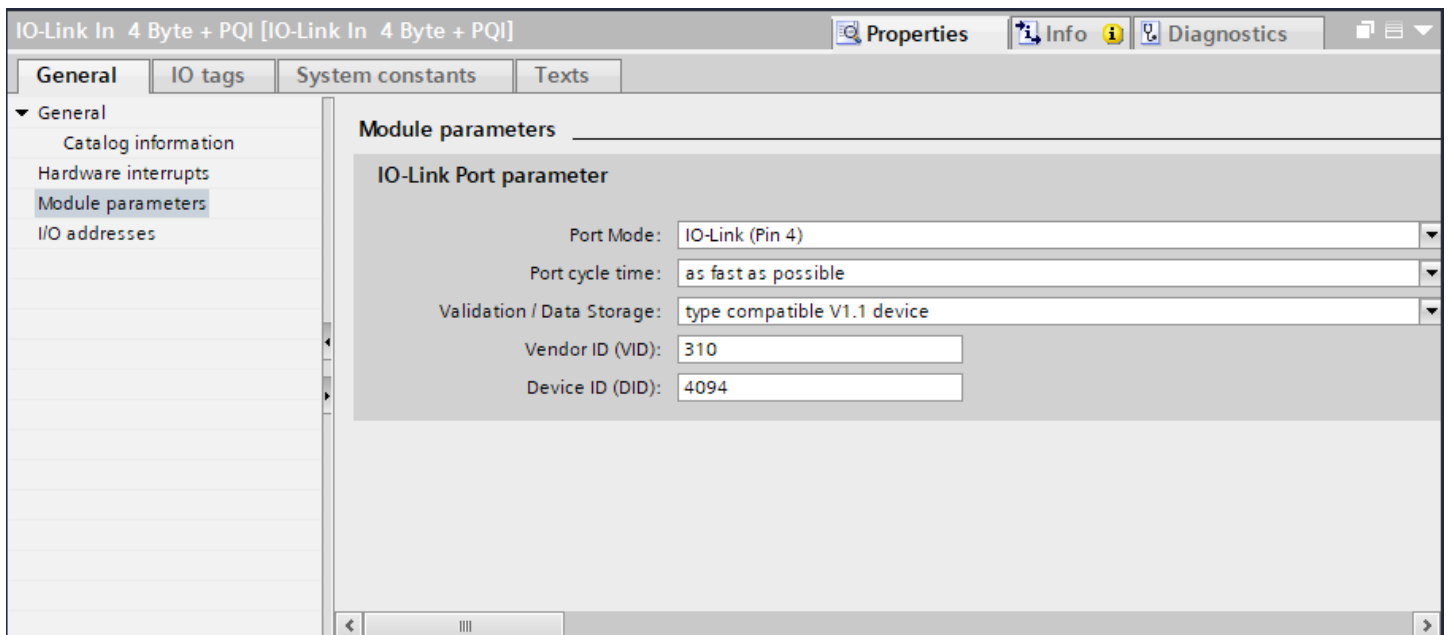 IO-Link In  4 Byte + PQI [IO-Link In  4 Byte + PQI]
Properties
Info
Diagnostics
General
IO tags
System constants
Texts
General
Catalog information
Hardware interrupts
Module parameters
I/O addresses
Module parameters
IO-Link Port parameter
Port Mode: IO-Link (Pin 4)
Port cycle time: as fast as possible
Validation / Data Storage: type compatible V1.1 device
Vendor ID (VID): 310
Device ID (DID): 4094